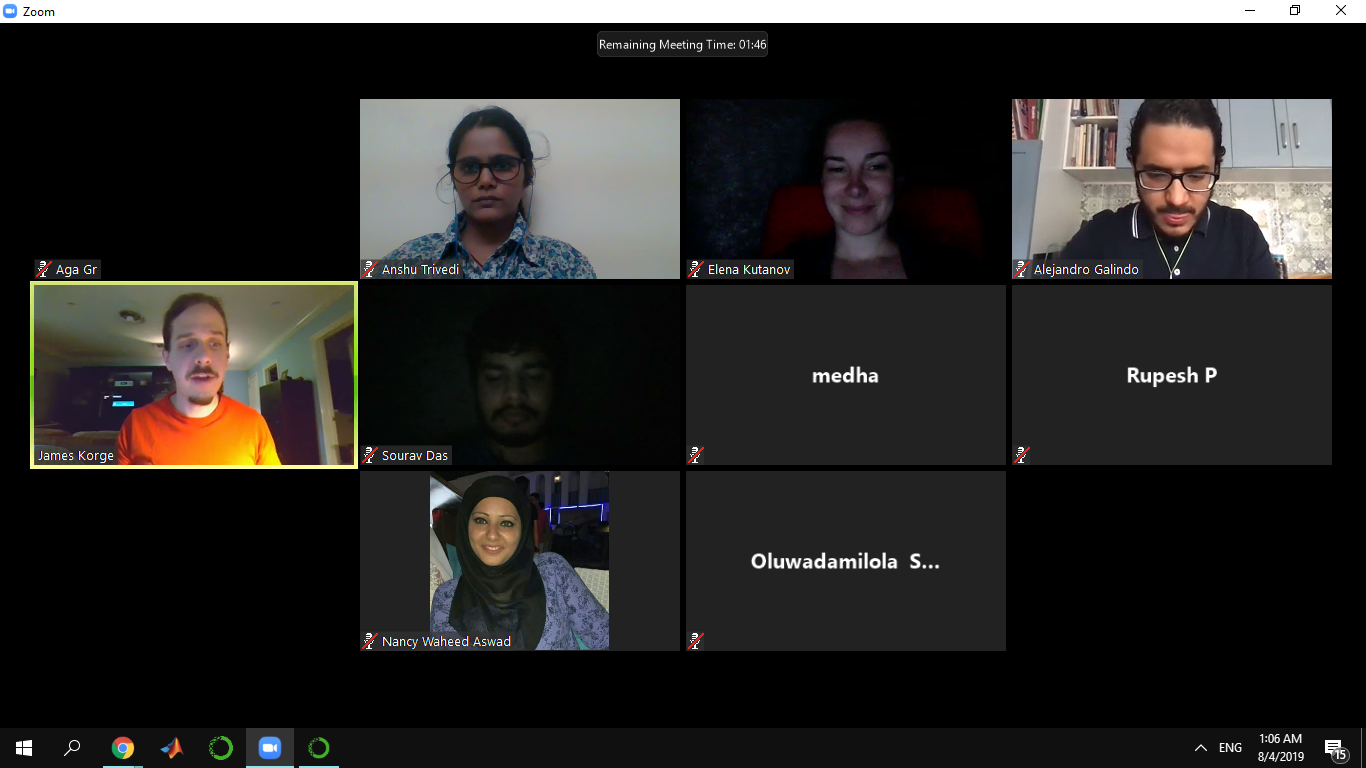 Zoom
Remaining Meeting Time: 01:46
Aga Gr
Anshu Trivedi
Elena Kutanov
Alejandro Galindo
James Korge
Sourav Das
medha
Rupesh P
Nancy Waheed Aswad
Oluwadamilola S...
ENG
1:06 AM
8/4/2019
15